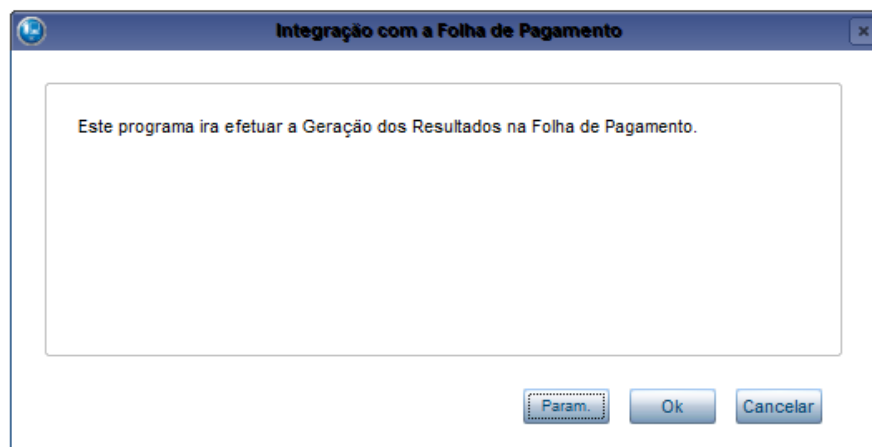 Integração com a Folha de Pagamento
Este programa ira efetuar a Geração dos Resultados na Folha de Pagamento.
Param.
Ok
Cancelar